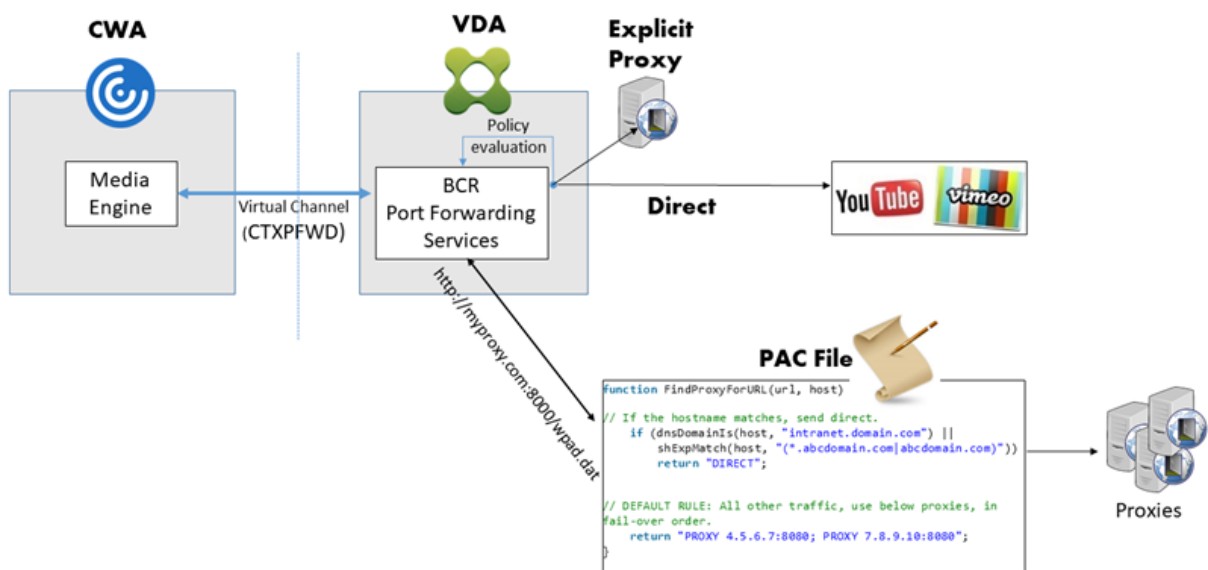 CWA
VDA
Explicit
Proxy
Policy
evaluation
Media
Engine
Virtual Channel
(CTXPFWD)
BCR
Port Forwarding
Services
Direct
YouTube
vimeo
http://myproxy.com:8000/wpad.dat
PAC File
function FindProxyForURL(url, host)
// If the hostname matches, send direct.
if (dnsDomainIs(host, "intranet.domain.com") ||
shExpMatch(host, "(*.abcdomain.com|abcdomain.com)"))
return "DIRECT";
// DEFAULT RULE: All other traffic, use below proxies, in
fail-over order.
return "PROXY 4.5.6.7:8080; PROXY 7.8.9.10:8080";
}
Proxies